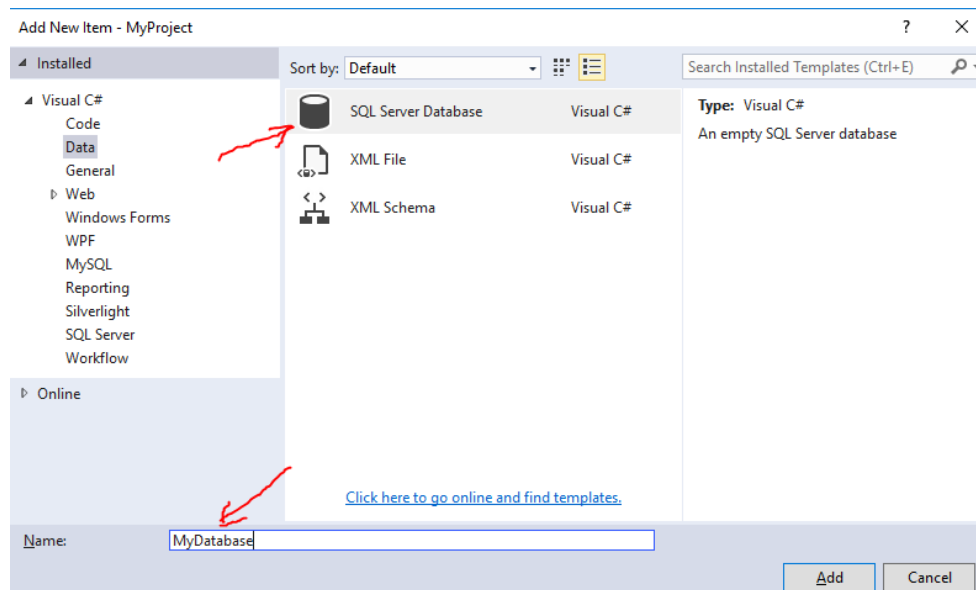 Add New Item - MyProject ?
Installed
Sort by: Default
Search Installed Templates (Ctrl+E)
Visual C#
Code
Data
General
Web
Windows Forms
WPF
MySQL
Reporting
Silverlight
SQL Server
Workflow
Online
SQL Server Database Visual C#
XML File Visual C#
XML Schema Visual C#
Click here to go online and find templates.
Type: Visual C#
An empty SQL Server database
Name: MyDatabase
Add Cancel